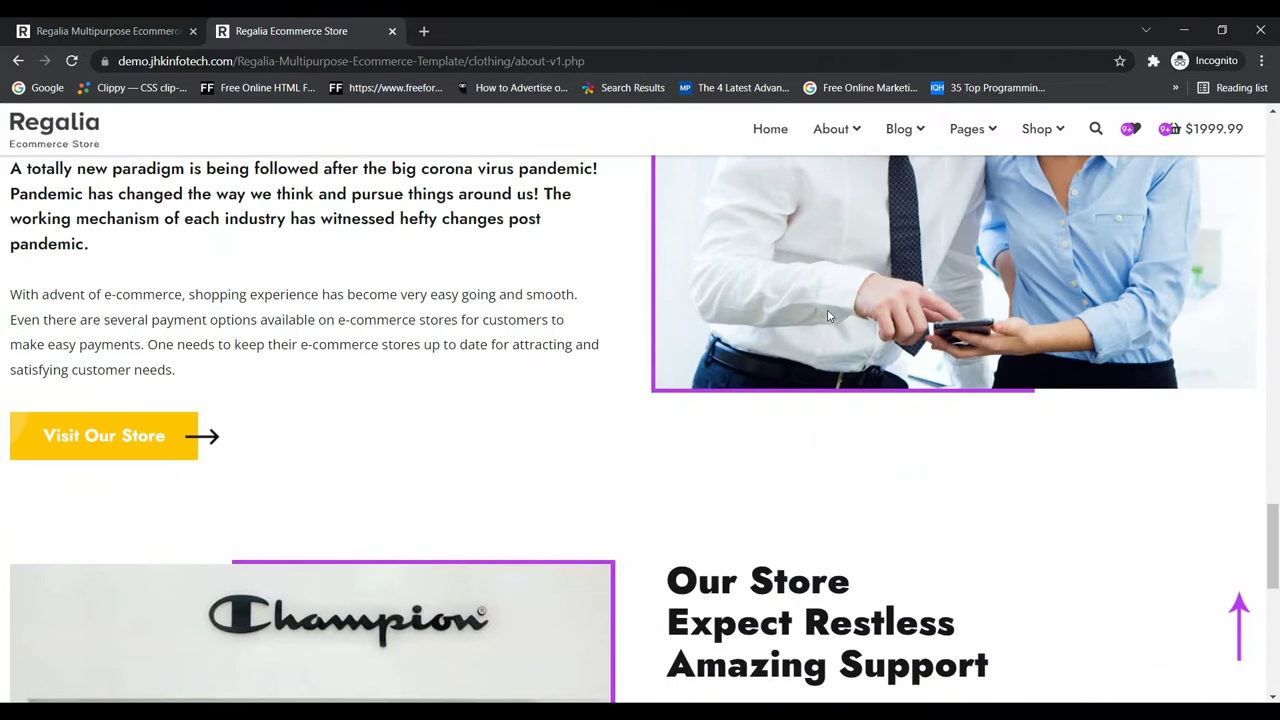 Regalia Multipurpose Ecommerc
Regalia Ecommerce Store
demo.jhkinfotech.com/Regalia-Multipurpose-Ecommerce-Template/clothing/about-v1.php
Incognito
Google
Clippy — CSS clip-...
Free Online HTML F...
https://www.freefor...
How to Advertise o...
Search Results
The 4 Latest Advan...
Free Online Marketi...
35 Top Programmin...
»
Reading list
Regalia
Ecommerce Store
Home
About
Blog
Pages
Shop
9+
9+
$1999.99
A totally new paradigm is being followed after the big corona virus pandemic!
Pandemic has changed the way we think and pursue things around us! The
working mechanism of each industry has witnessed hefty changes post
pandemic.
With advent of e-commerce, shopping experience has become very easy going and smooth.
Even there are several payment options available on e-commerce stores for customers to
make easy payments. One needs to keep their e-commerce stores up to date for attracting and
satisfying customer needs.
Visit Our Store
Champion®
Our Store
Expect Restless
Amazing Support